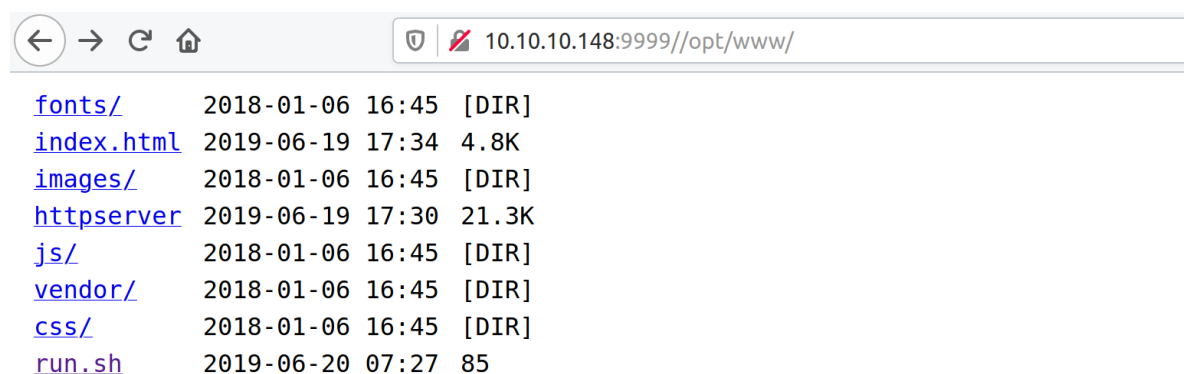 10.10.10.148:9999//opt/www/
fonts/ 2018-01-06 16:45 [DIR]
index.html 2019-06-19 17:34 4.8K
images/ 2018-01-06 16:45 [DIR]
httpserver 2019-06-19 17:30 21.3K
js/ 2018-01-06 16:45 [DIR]
vendor/ 2018-01-06 16:45 [DIR]
css/ 2018-01-06 16:45 [DIR]
run.sh 2019-06-20 07:27 85